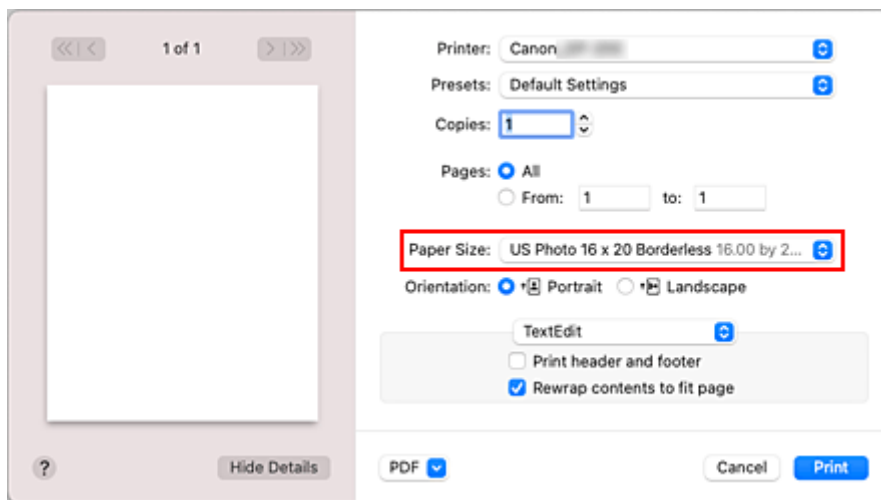 1 of 1
Printer: Canon
Presets: Default Settings
Copies: 1
Pages: All
From: 1 to: 1
Paper Size: US Photo 16 x 20 Borderless 16.00 by 2...
Orientation: Portrait Landscape
TextEdit
Print header and footer
Rewrap contents to fit page
? Hide Details PDF Cancel Print